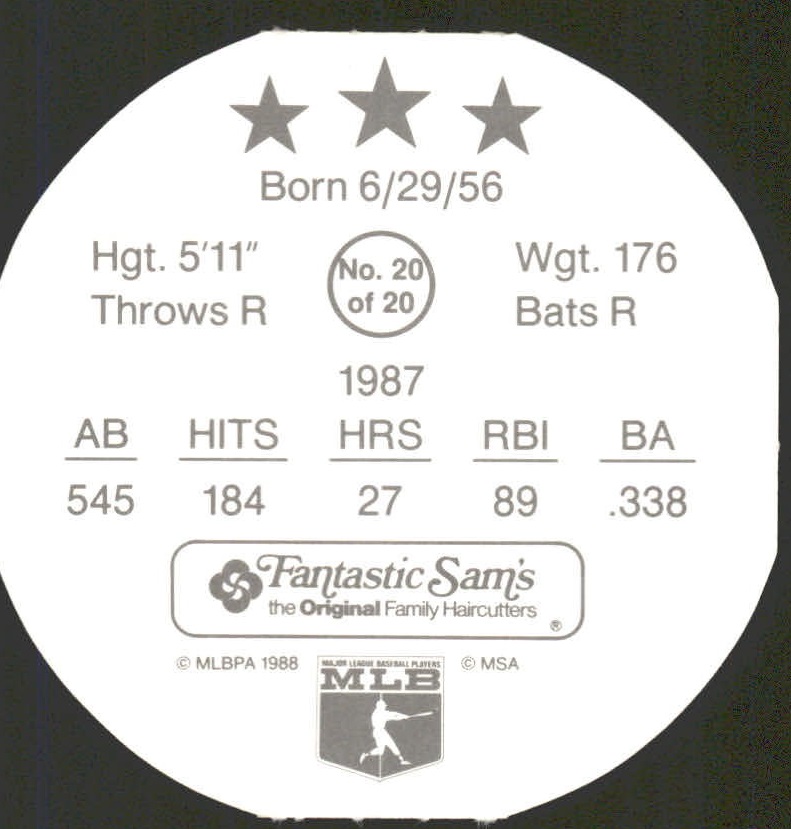 Born 6/29/56
Hgt. 5'11" No. 20 Wgt. 176
Throws R of 20 Bats R
1987
AB HITS HRS RBI BA
545 184 27 89 .338
Fantastic Sam's
the Original Family Haircutters ®
© MLBPA 1988 MAJOR LEAGUE BASEBALL PLAYERS © MSA
MLB